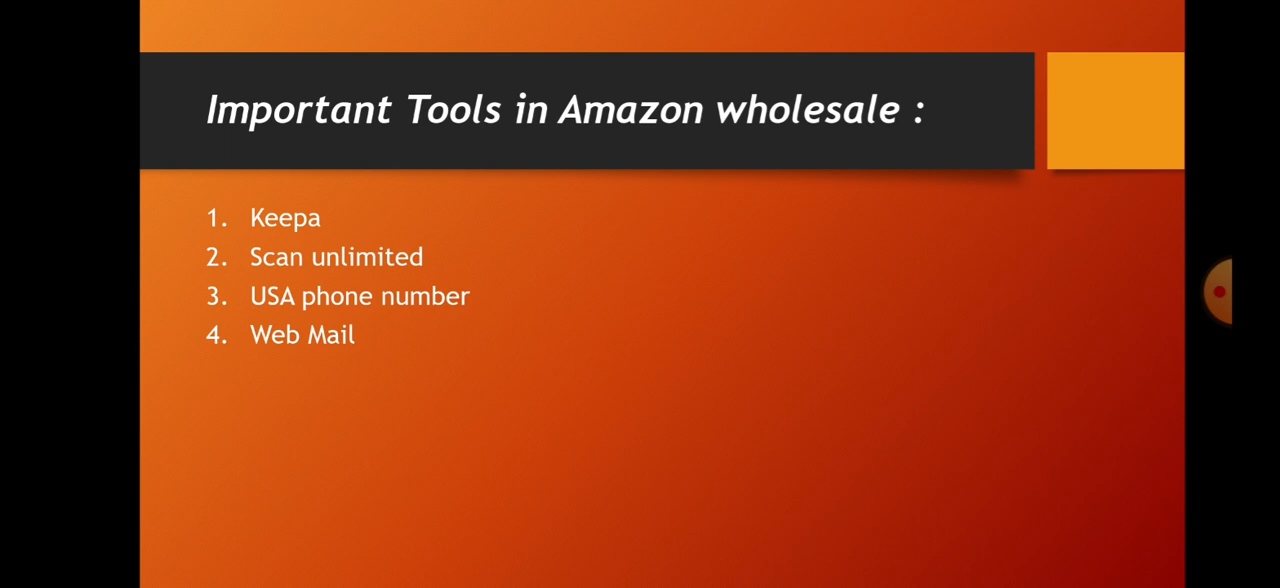 Important Tools in Amazon wholesale :
1. Keepa
2. Scan unlimited
3. USA phone number
4. Web Mail